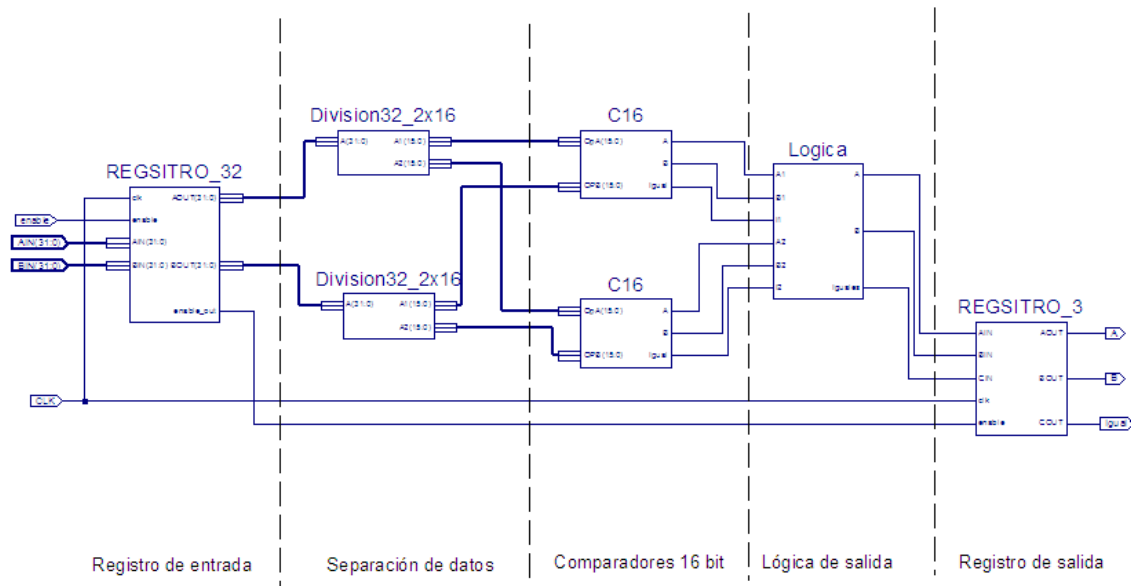 REGSITRO_32
clk
enable
AIN(31:0)
BIN(31:0)
AOUT(31:0)
BOUT(31:0)
enable_out
enable
AIN(31:0)
BIN(31:0)
CLK
Division32_2x16
A(31:0)
A1(15:0)
A2(15:0)
Division32_2x16
A(31:0)
A1(15:0)
A2(15:0)
C16
OpA(15:0)
OPB(15:0)
A
B
Igual
C16
OpA(15:0)
OPB(15:0)
A
B
Igual
Logica
A1
B1
I1
A2
B2
I2
A
B
Iguales
REGSITRO_3
AIN
BIN
CIN
clk
enable
AOUT
BOUT
COUT
A
B
Igual
Registro de entrada
Separación de datos
Comparadores 16 bit
Lógica de salida
Registro de salida